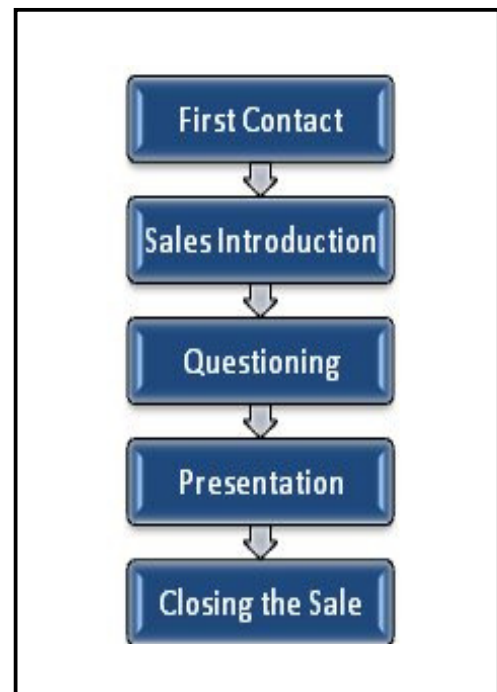 First Contact
Sales Introduction
Questioning
Presentation
Closing the Sale